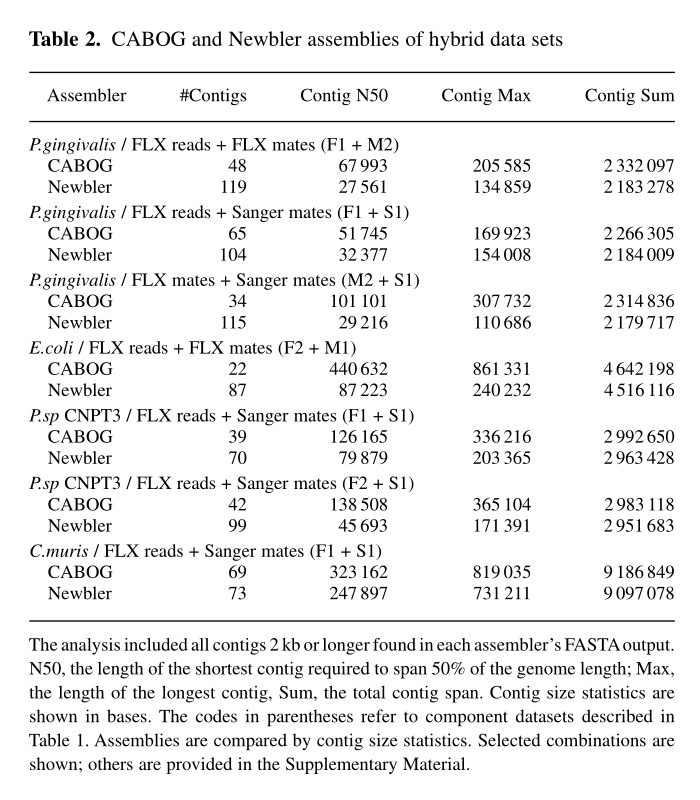 Table 2. CABOG and Newbler assemblies of hybrid data sets
Assembler #Contigs Contig N50 Contig Max Contig Sum
P.gingivalis / FLX reads + FLX mates (F1 + M2)
CABOG 48 67 993 205 585 2 332 097
Newbler 119 27 561 134 859 2 183 278
P.gingivalis / FLX reads + Sanger mates (F1 + S1)
CABOG 65 51 745 169 923 2 266 305
Newbler 104 32 377 154 008 2 184 009
P.gingivalis / FLX mates + Sanger mates (M2 + S1)
CABOG 34 101 101 307 732 2 314 836
Newbler 115 29 216 110 686 2 179 717
E.coli / FLX reads + FLX mates (F2 + M1)
CABOG 22 440 632 861 331 4 642 198
Newbler 87 87 223 240 232 4 516 116
P.sp CNPT3 / FLX reads + Sanger mates (F1 + S1)
CABOG 39 126 165 336 216 2 992 650
Newbler 70 79 879 203 365 2 963 428
P.sp CNPT3 / FLX reads + Sanger mates (F2 + S1)
CABOG 42 138 508 365 104 2 983 118
Newbler 99 45 693 171 391 2 951 683
C.muris / FLX reads + Sanger mates (F1 + S1)
CABOG 69 323 162 819 035 9 186 849
Newbler 73 247 897 731 211 9 097 078
The analysis included all contigs 2 kb or longer found in each assembler's FASTA output.
N50, the length of the shortest contig required to span 50% of the genome length; Max,
the length of the longest contig, Sum, the total contig span. Contig size statistics are
shown in bases. The codes in parentheses refer to component datasets described in
Table 1. Assemblies are compared by contig size statistics. Selected combinations are
shown; others are provided in the Supplementary Material.